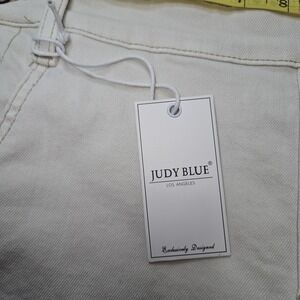 JUDY BLUE®
LOS ANGELES
Exclusively Designed